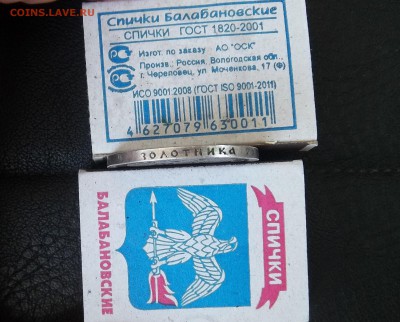 COINS.LAVE.RU
Спички Балабановские
СПИЧКИ ГОСТ 1820-2001
Изгот. по заказу АО "ОСК"
Произв.: Россия, Вологодская обл.,
г. Череповец, ул. Моченкова, 17 (Ф)
ИСО 9001:2008 (ГОСТ ISO 9001-2011)
4 627079 630011
ЗОЛОТНИКА
БАЛАБАНОВСКИЕ
СПИЧКИ